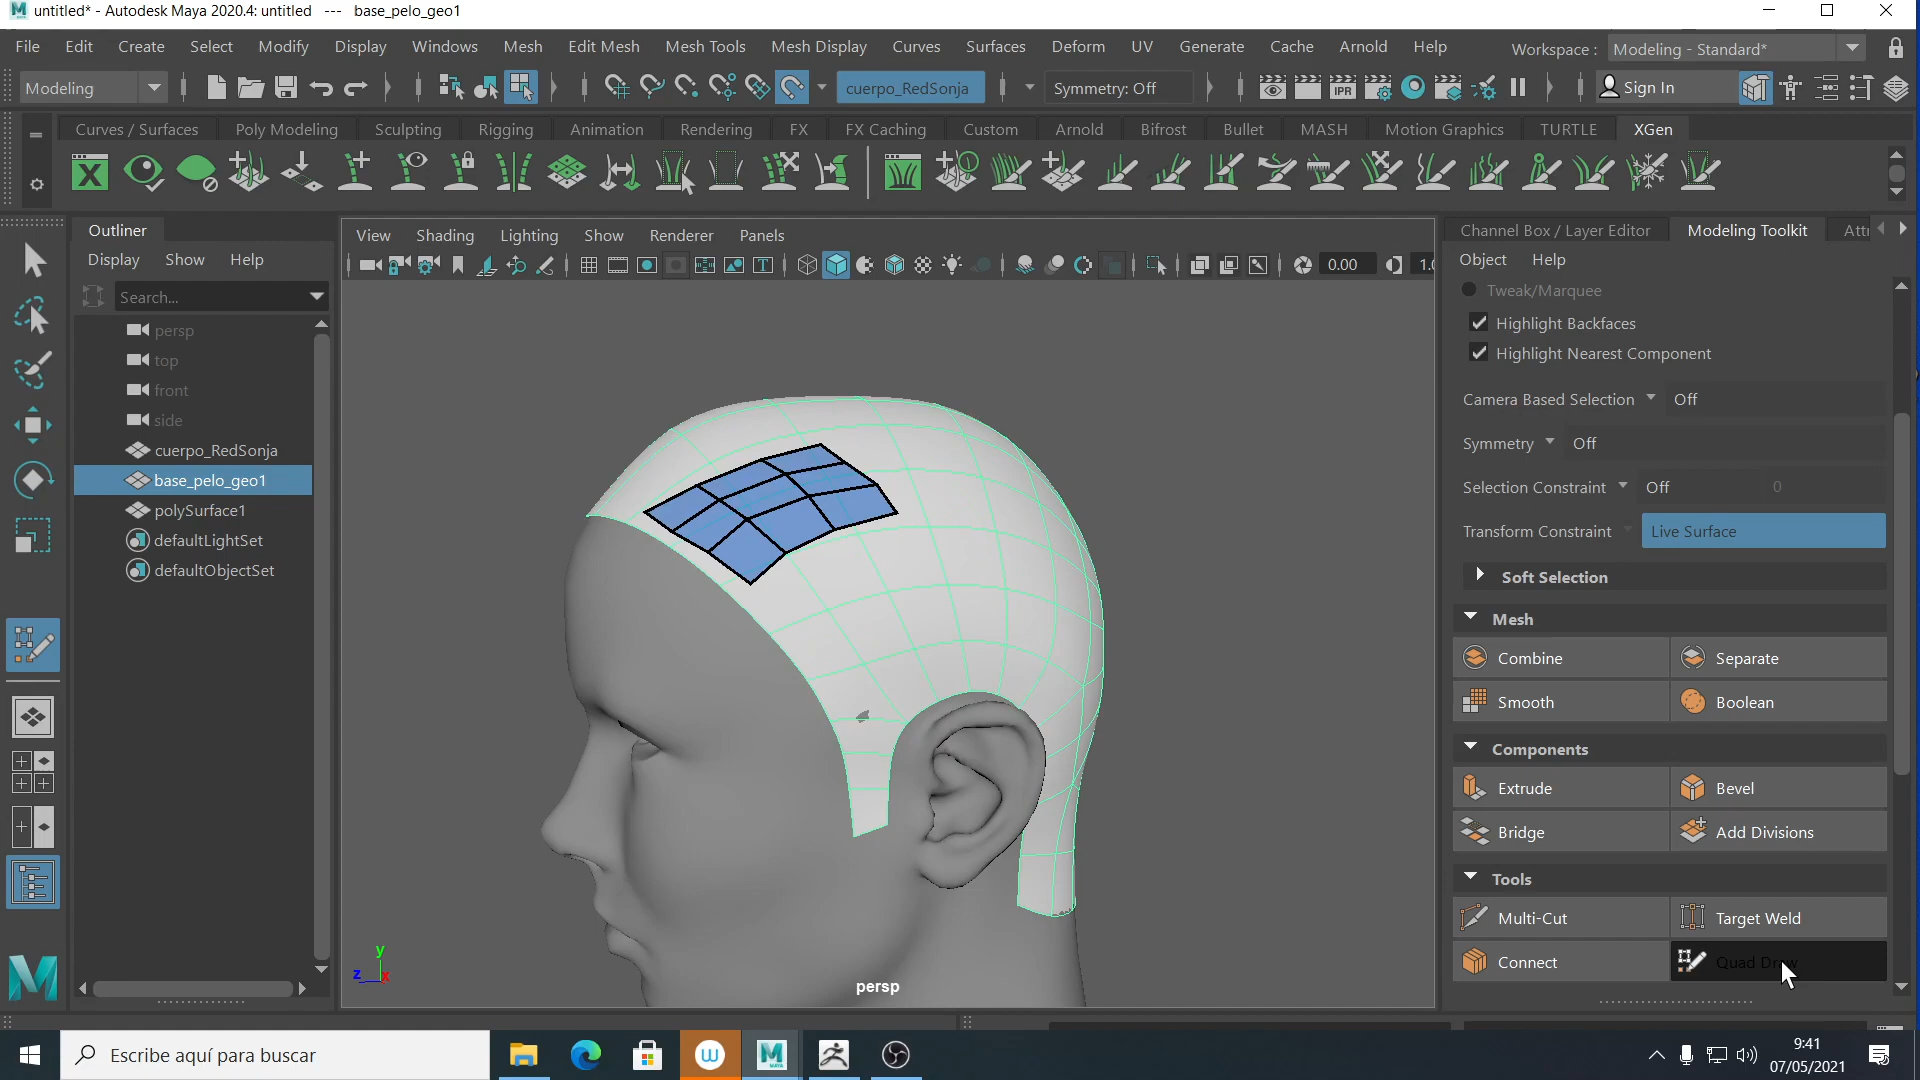 untitled* - Autodesk Maya 2020.4: untitled --- base_pelo_geo1
File Edit Create Select Modify Display Windows Mesh Edit Mesh Mesh Tools Mesh Display Curves Surfaces Deform UV Generate Cache Arnold Help Workspace : Modeling - Standard*
Modeling cuerpo_RedSonja Symmetry: Off IPR Sign In
Curves / Surfaces Poly Modeling Sculpting Rigging Animation Rendering FX FX Caching Custom Arnold Bifrost Bullet MASH Motion Graphics TURTLE XGen
Outliner
Display Show Help
Search...
persp
top
front
side
cuerpo_RedSonja
base_pelo_geo1
polySurface1
defaultLightSet
defaultObjectSet
View Shading Lighting Show Renderer Panels
0.00
y
z x
persp
Channel Box / Layer Editor Modeling Toolkit
Object Help
Tweak/Marquee
Highlight Backfaces
Highlight Nearest Component
Camera Based Selection Off
Symmetry Off
Selection Constraint Off 0
Transform Constraint Live Surface
Soft Selection
Mesh
Combine Separate
Smooth Boolean
Components
Extrude Bevel
Bridge Add Divisions
Tools
Multi-Cut Target Weld
Connect Quad Draw
Escribe aquí para buscar
9:41
07/05/2021